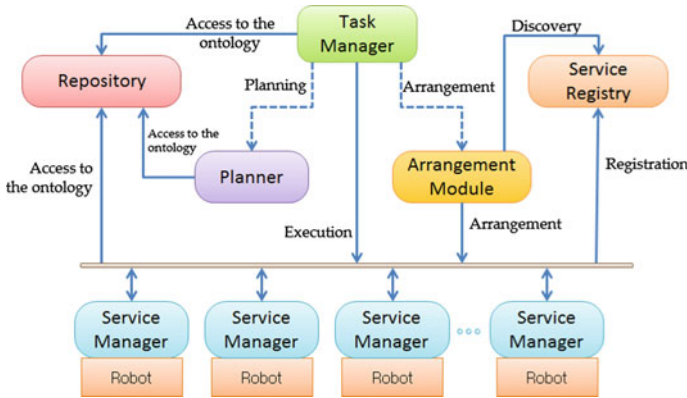 Access to the
ontology
Task
Manager
Discovery
Repository
Planning
Arrangement
Service
Registry
Access to the
ontology
Access to
the ontology
Planner
Arrangement
Module
Registration
Execution
Arrangement
Service
Manager
Robot
Service
Manager
Robot
Service
Manager
Robot
Service
Manager
Robot